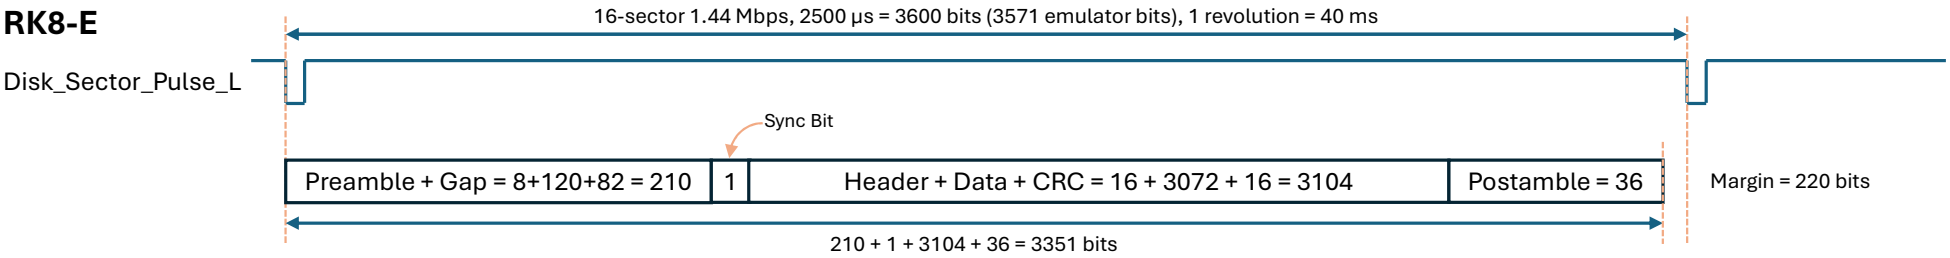 RK8-E
16-sector 1.44 Mbps, 2500 µs = 3600 bits (3571 emulator bits), 1 revolution = 40 ms
Disk_Sector_Pulse_L
Sync Bit
Preamble + Gap = 8+120+82 = 210
1
Header + Data + CRC = 16 + 3072 + 16 = 3104
Postamble = 36
Margin = 220 bits
210 + 1 + 3104 + 36 = 3351 bits